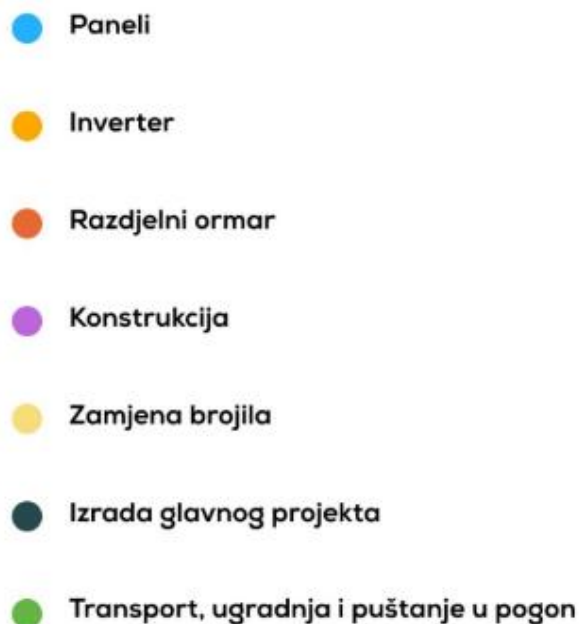 Paneli
Inverter
Razdjelni ormar
Konstrukcija
Zamjena brojila
Izrada glavnog projekta
Transport, ugradnja i puštanje u pogon